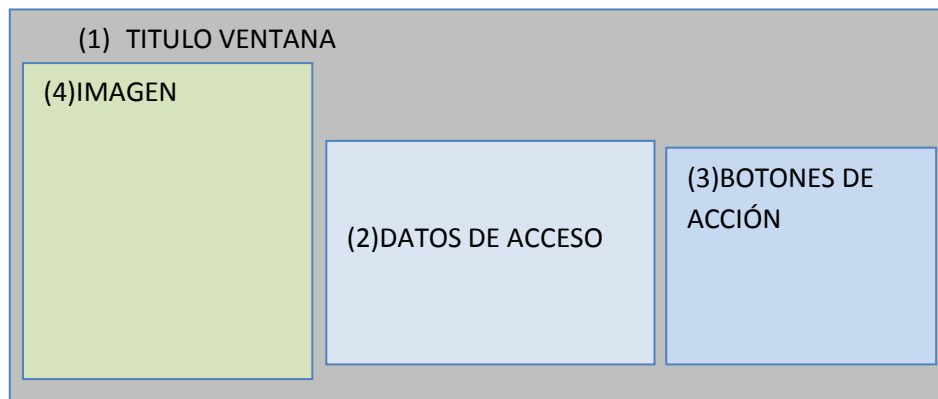 (1) TITULO VENTANA
(4)IMAGEN
(2)DATOS DE ACCESO
(3)BOTONES DE
ACCIÓN